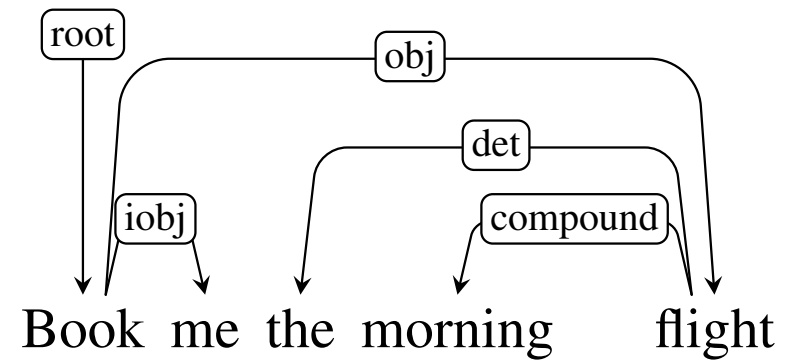 root
obj
det
iobj compound
Book me the morning flight